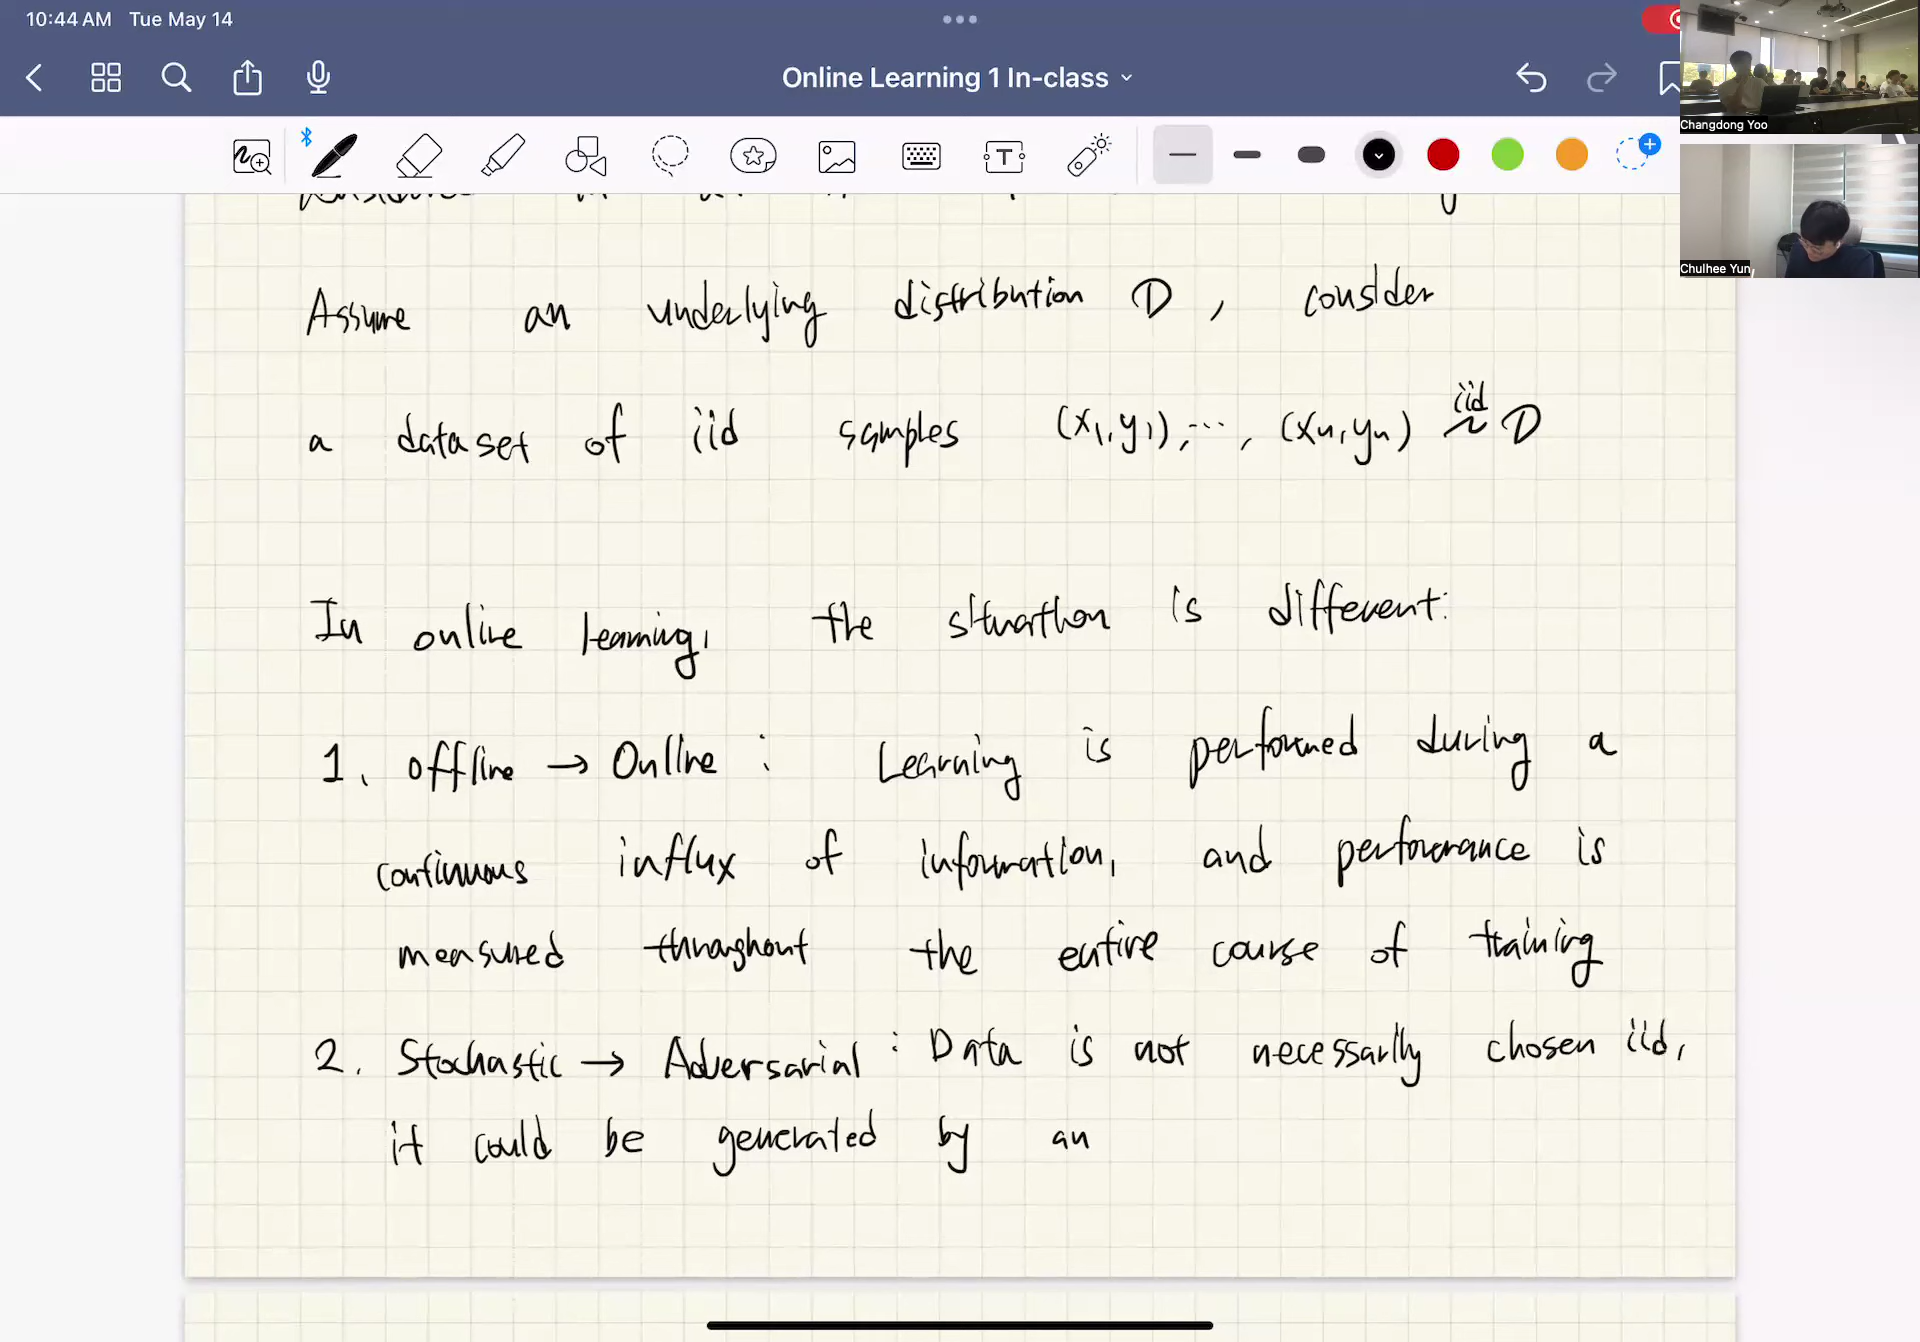 10:44 AM Tue May 14
Online Learning 1 In-class
Changdong Yoo
Chulhee Yun
Assume an underlying distribution D, consider
a dataset of iid samples (x₁,y₁), ..., (xₙ,yₙ) iid ~ D
In online learning, the situation is different:
1. Offline → Online : Learning is performed during a
continuous influx of information, and performance is
measured throughout the entire course of training
2. Stochastic → Adversarial : Data is not necessarily chosen iid,
it could be generated by an